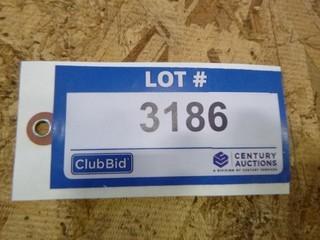 LOT #
3186
ClubBid
CENTURY
AUCTIONS
A DIVISION OF CENTURY SERVICES